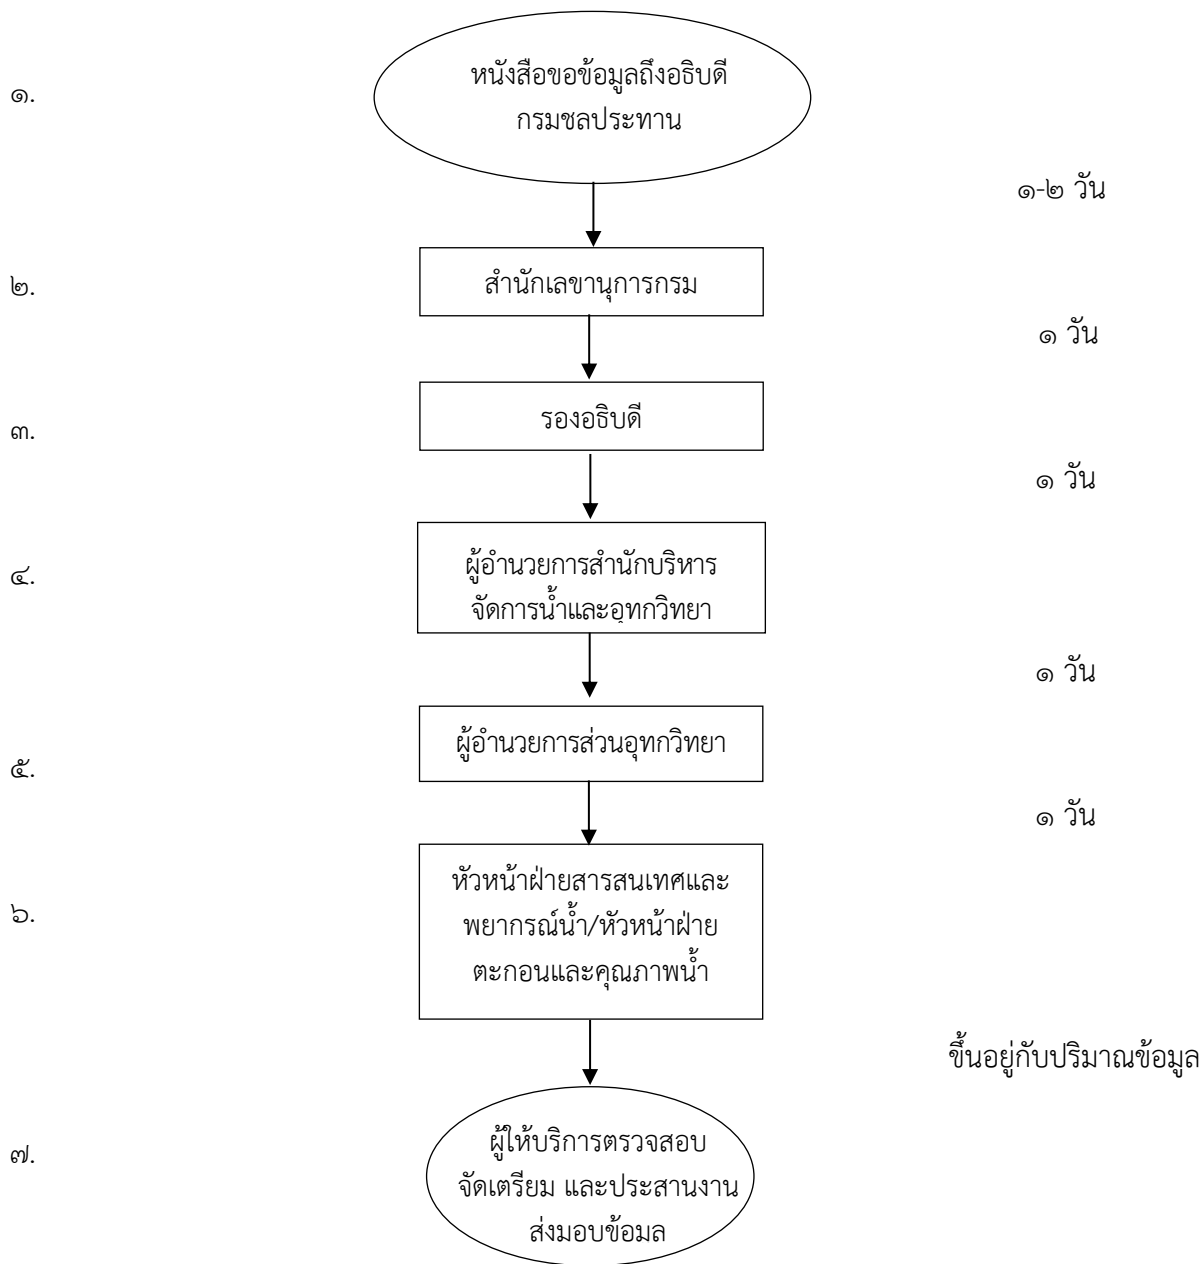 ๑.
หนังสือขอข้อมูลถึงอธิบดี
กรมชลประทาน
๑-๒ วัน
๒.
สำนักเลขานุการกรม
๑ วัน
๓.
รองอธิบดี
๑ วัน
๔.
ผู้อำนวยการสำนักบริหาร
จัดการน้ำและอุทกวิทยา
๑ วัน
๕.
ผู้อำนวยการส่วนอุทกวิทยา
๑ วัน
๖.
หัวหน้าฝ่ายสารสนเทศและ
พยากรณ์น้ำ/หัวหน้าฝ่าย
ตะกอนและคุณภาพน้ำ
ขึ้นอยู่กับปริมาณข้อมูล
๗.
ผู้ให้บริการตรวจสอบ
จัดเตรียม และประสานงาน
ส่งมอบข้อมูล